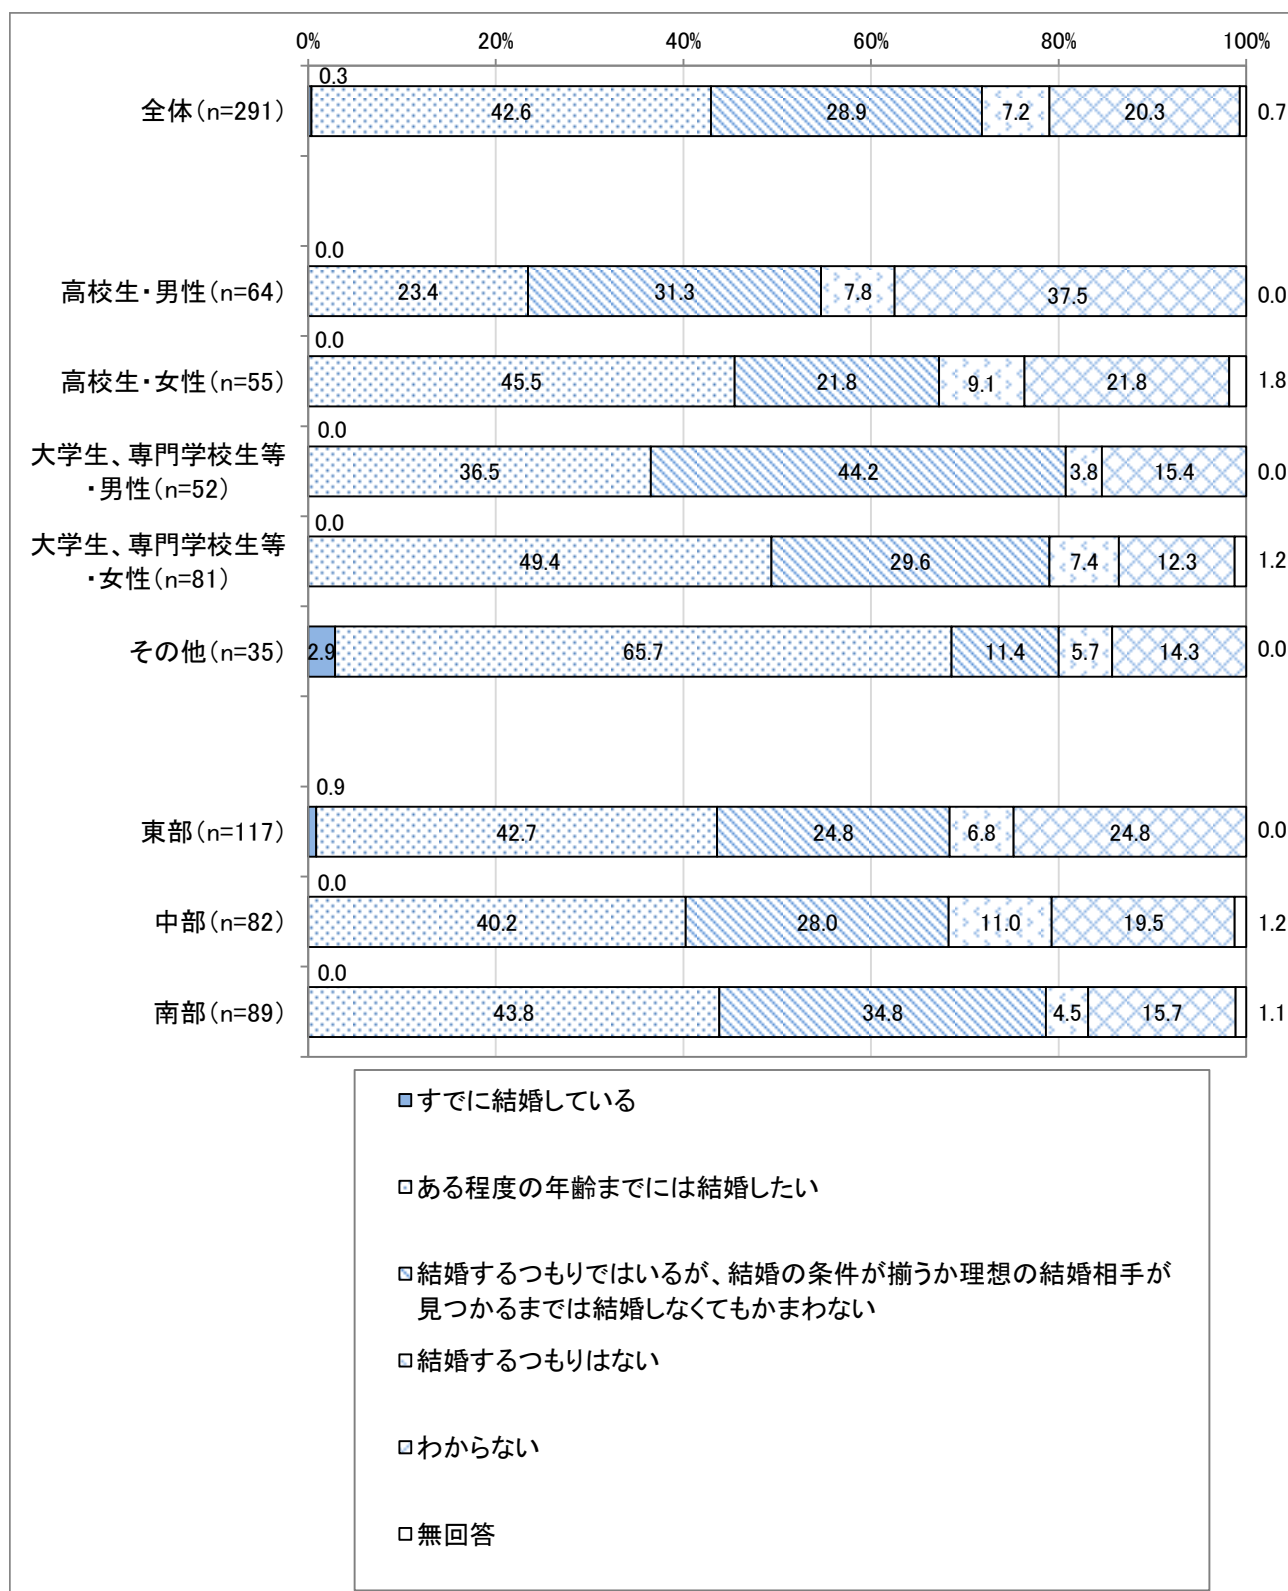 0% 20% 40% 60% 80% 100%
0.3
全体(n=291) 42.6 28.9 7.2 20.3 0.7
0.0
高校生・男性(n=64) 23.4 31.3 7.8 37.5 0.0
0.0
高校生・女性(n=55) 45.5 21.8 9.1 21.8 1.8
0.0
大学生、専門学校生等
・男性(n=52) 36.5 44.2 3.8 15.4 0.0
0.0
大学生、専門学校生等
・女性(n=81) 49.4 29.6 7.4 12.3 1.2
その他(n=35) 2.9 65.7 11.4 5.7 14.3 0.0
0.9
東部(n=117) 42.7 24.8 6.8 24.8 0.0
0.0
中部(n=82) 40.2 28.0 11.0 19.5 1.2
0.0
南部(n=89) 43.8 34.8 4.5 15.7 1.1
すでに結婚している
ある程度の年齢までには結婚したい
結婚するつもりではいるが、結婚の条件が揃うか理想の結婚相手が
見つかるまでは結婚しなくてもかまわない
結婚するつもりはない
わからない
無回答